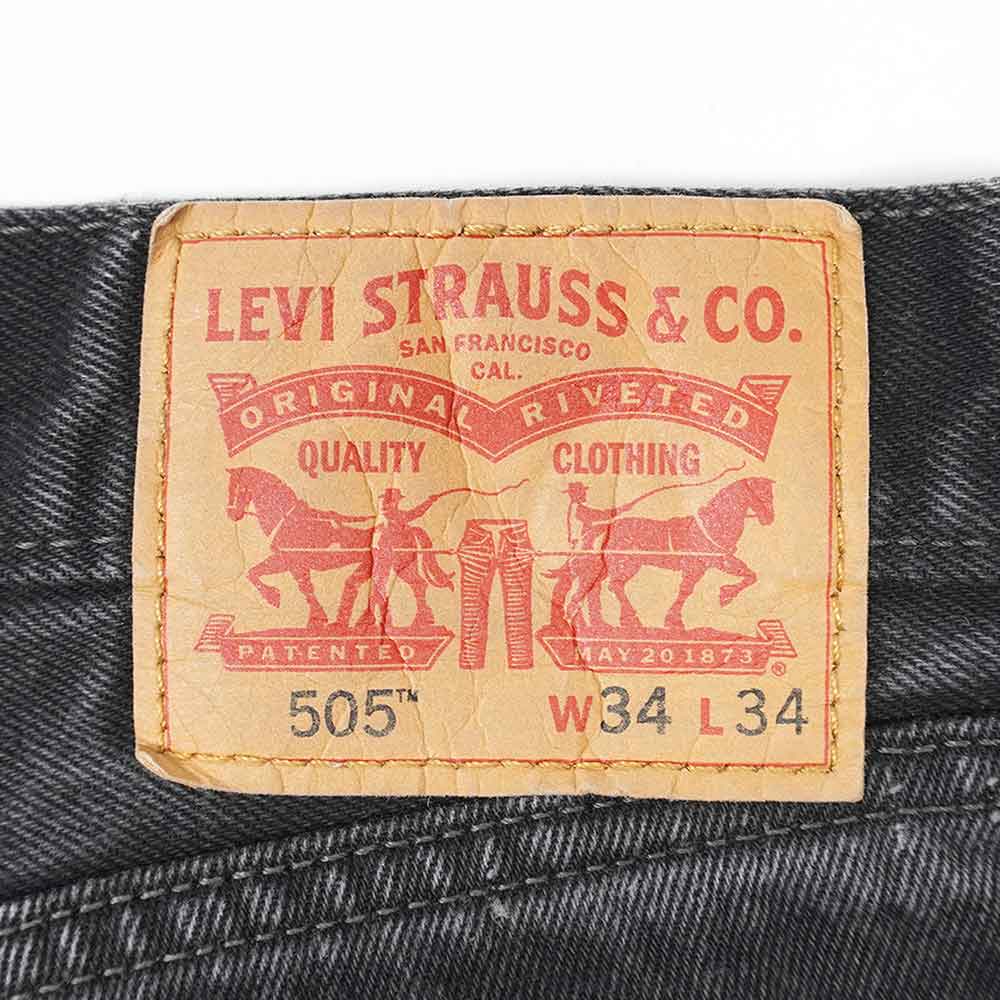 LEVI STRAUSS & CO.
SAN FRANCISCO
CAL.
ORIGINAL RIVETED
QUALITY CLOTHING
PATENTED MAY 20 1873 ®
505™ W34 L34